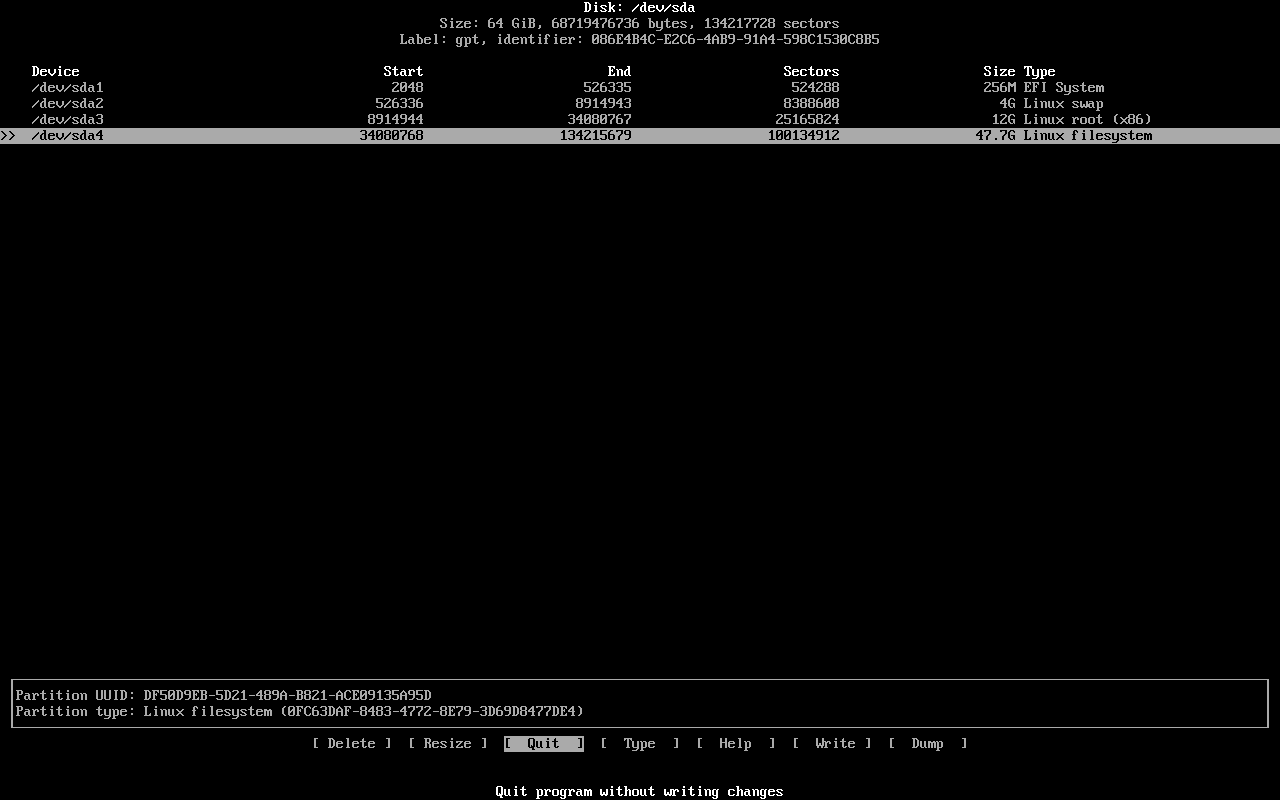 Disk: /dev/sda
Size: 64 GiB, 68719476736 bytes, 134217728 sectors
Label: gpt, identifier: 086E4B4C-E2C6-4AB9-91A4-598C1530C8B5
Device Start End Sectors Size Type
/dev/sda1 2048 526335 524288 256M EFI System
/dev/sda2 526336 8914943 8388608 4G Linux swap
/dev/sda3 8914944 34080767 25165824 12G Linux root (x86)
>> /dev/sda4 34080768 134215679 100134912 47.7G Linux filesystem
Partition UUID: DF50D9EB-5D21-489A-B821-ACE09135A95D
Partition type: Linux filesystem (0FC63DAF-8483-4772-8E79-3D69D8477DE4)
[ Delete ] [ Resize ] [ Quit ] [ Type ] [ Help ] [ Write ] [ Dump ]
Quit program without writing changes